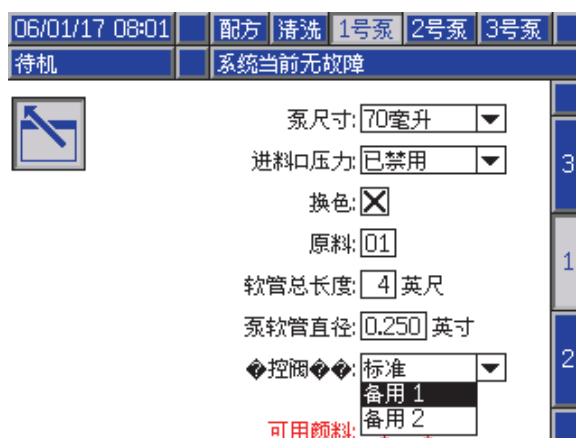 06/01/17 08:01 配方 清洗 1号泵 2号泵 3号泵
待机 系统当前无故障
泵尺寸: 70毫升
进料口压力: 已禁用
3
换色:
原料: 01
1
软管总长度: 4 英尺
泵软管直径: 0.250 英寸
�控阀��: 标准
2
备用 1
备用 2
可用颜料: